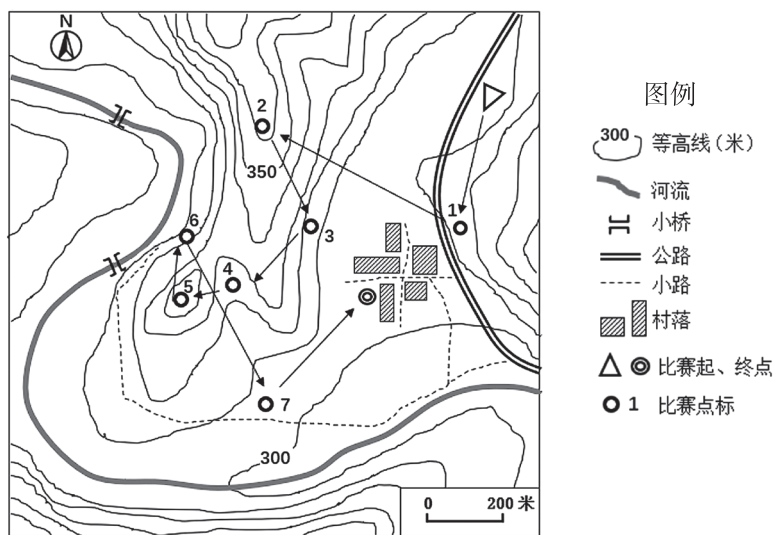 N
2
350
1
3
6
4
5
7
300
0 200 米
图例
300 等高线（米）
河流
小桥
公路
小路
村落
比赛起、终点
1 比赛点标